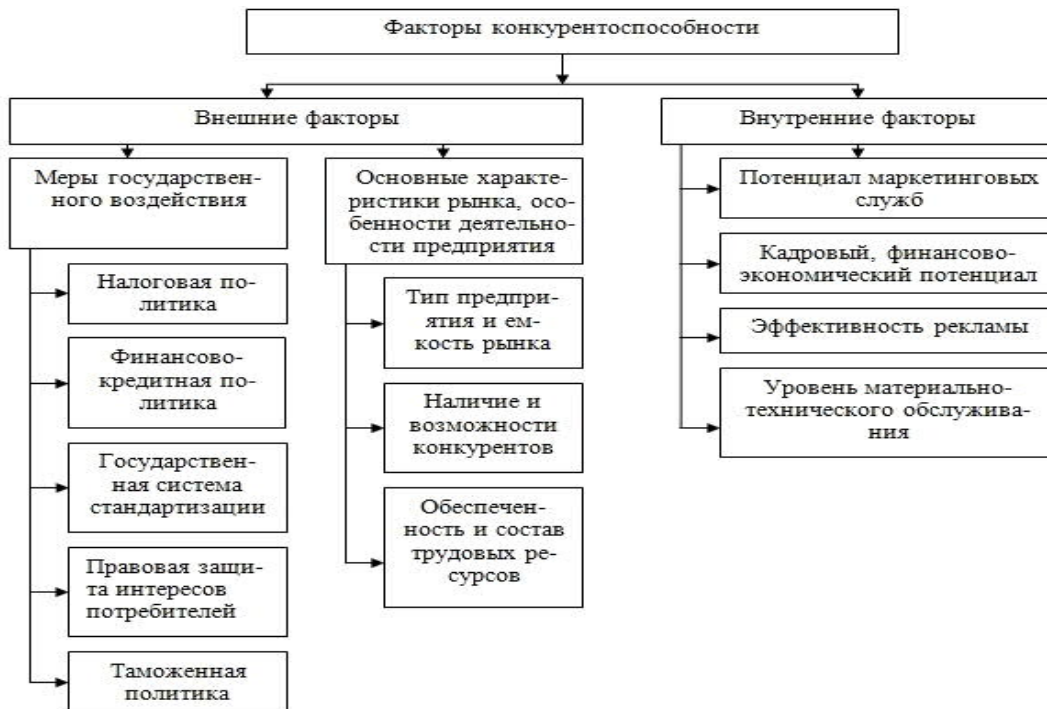 Факторы конкурентоспособности
Внешние факторы
Внутренние факторы
Меры государствен-
ного воздействия
Налоговая по-
литика
Финансово-
кредитная по-
литика
Государствен-
ная система
стандартизации
Правовая защи-
та интересов
потребителей
Таможенная
политика
Основные характе-
ристики рынка, осо-
бенности деятельно-
сти предприятия
Тип предпри-
ятия и ем-
кость рынка
Наличие и
возможности
конкурентов
Обеспечен-
ность и состав
трудовых ре-
сурсов
Потенциал маркетинговых
служб
Кадровый, финансово-
экономический потенциал
Эффективность рекламы
Уровень материально-
технического обслужива-
ния